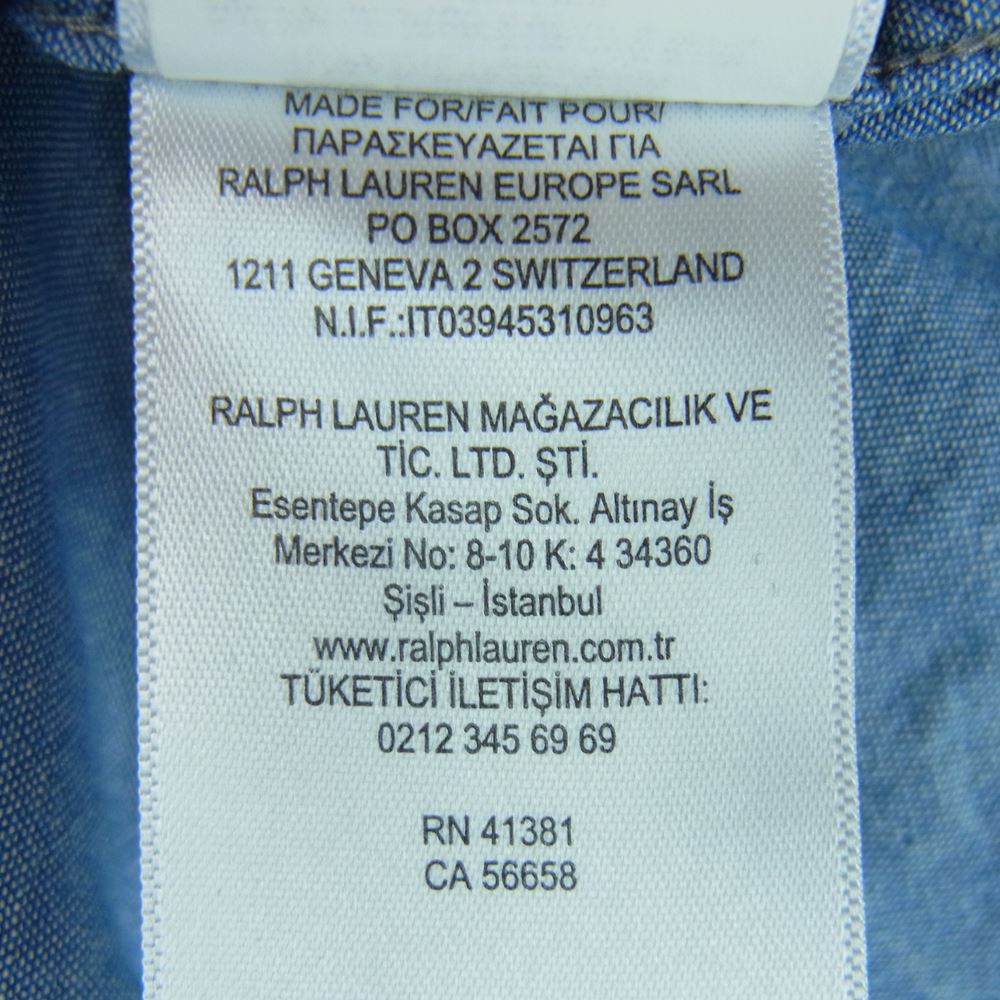 MADE FOR/FAIT POUR/
ΠΑΡΑΣΚΕΥΑΖΕΤΑΙ ΓΙΑ
RALPH LAUREN EUROPE SARL
PO BOX 2572
1211 GENEVA 2 SWITZERLAND
N.I.F.:IT03945310963
RALPH LAUREN MAĞAZACILIK VE
TİC. LTD. ŞTİ.
Esentepe Kasap Sok. Altınay İş
Merkezi No: 8-10 K: 4 34360
Şişli – İstanbul
www.ralphlauren.com.tr
TÜKETİCİ İLETİŞİM HATTI:
0212 345 69 69
RN 41381
CA 56658